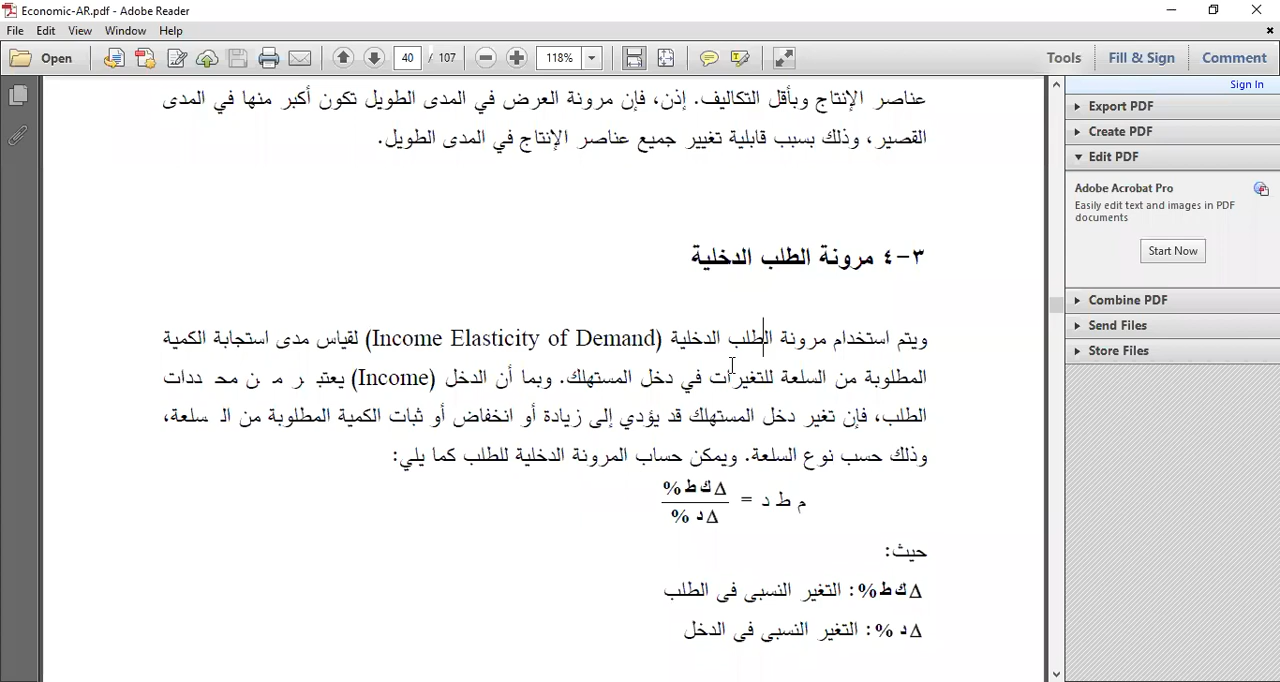 Economic-AR.pdf - Adobe Reader
File Edit View Window Help
Open 40 / 107 118% Tools Fill & Sign Comment
Sign In
Export PDF
Create PDF
Edit PDF
Adobe Acrobat Pro
Easily edit text and images in PDF
documents
Start Now
Combine PDF
Send Files
Store Files
عناصر الإنتاج وبأقل التكاليف. إذن، فإن مرونة العرض في المدى الطويل تكون أكبر منها في المدى
القصير، وذلك بسبب قابلية تغيير جميع عناصر الإنتاج في المدى الطويل.
٣-٤ مرونة الطلب الدخلية
ويتم استخدام مرونة الطلب الدخلية (Income Elasticity of Demand) لقياس مدى استجابة الكمية
المطلوبة من السلعة للتغيرات في دخل المستهلك. وبما أن الدخل (Income) يعتبر من محددات
الطلب، فإن تغير دخل المستهلك قد يؤدي إلى زيادة أو انخفاض أو ثبات الكمية المطلوبة من السلعة،
وذلك حسب نوع السلعة. ويمكن حساب المرونة الدخلية للطلب كما يلي:
م ط د = Δ ك ط %
Δ د %
حيث:
Δ ك ط %: التغير النسبى فى الطلب
Δ د %: التغير النسبى فى الدخل